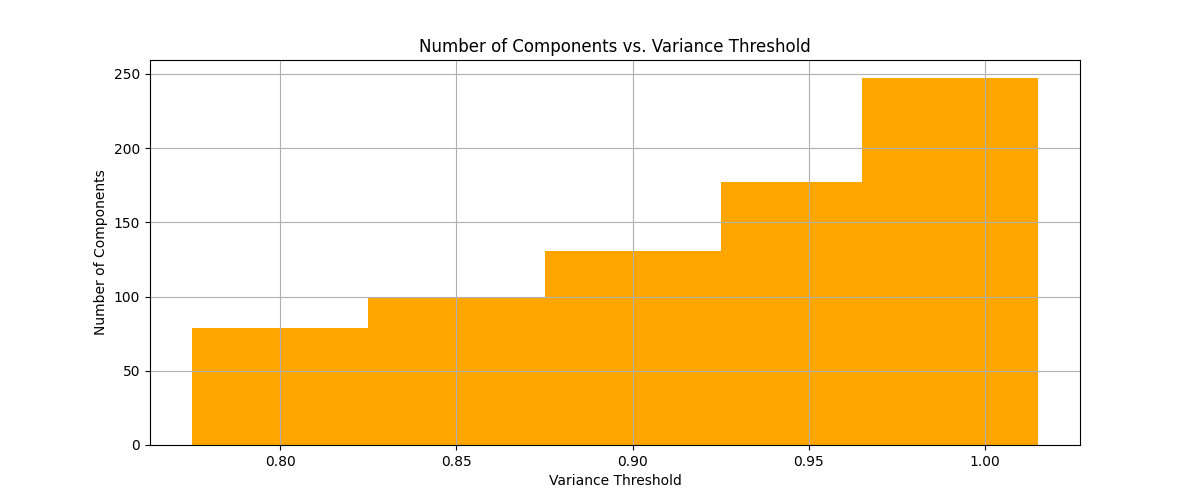 Number of Components vs. Variance Threshold
Number of Components
250
200
150
100
50
0
0.80 0.85 0.90 0.95 1.00
Variance Threshold